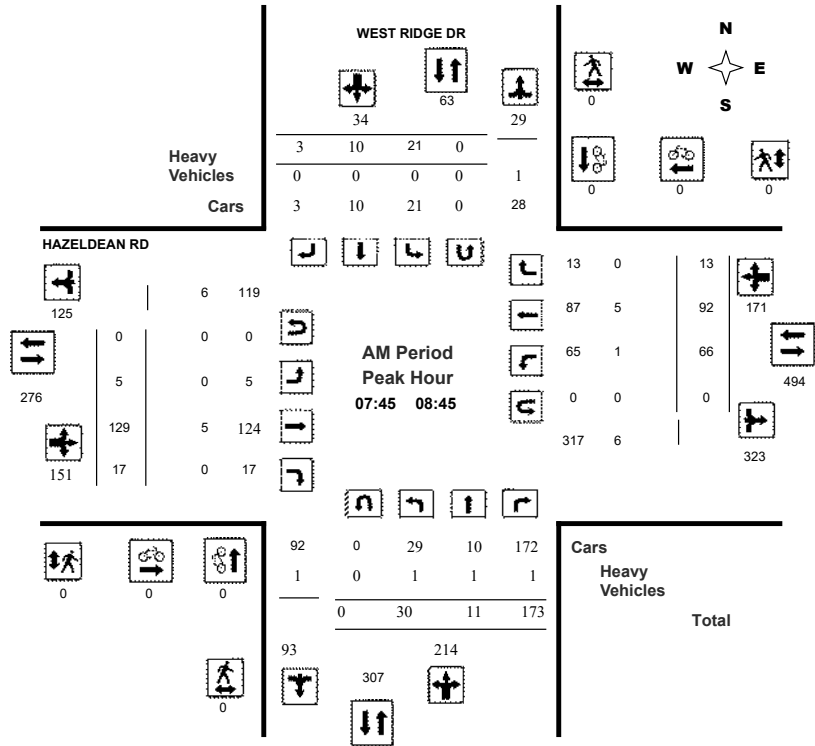 WEST RIDGE DR
N
W E
S
63
0
34
29
3 10 21 0
Heavy
Vehicles
0 0 0 0 1
0 0 0
Cars
3 10 21 0 28
HAZELDEAN RD
13 0 13
6 119
125
87 5 92
171
0 0 0
AM Period
65 1 66
Peak Hour
5 0 5
494
276
07:45 08:45
0 0 0
129 5 124
317 6
323
151
17 0 17
92 0 29 10 172
Cars
1 0 1 1 1
Heavy
Vehicles
0 0 0
0 30 11 173
Total
93
214
307
0